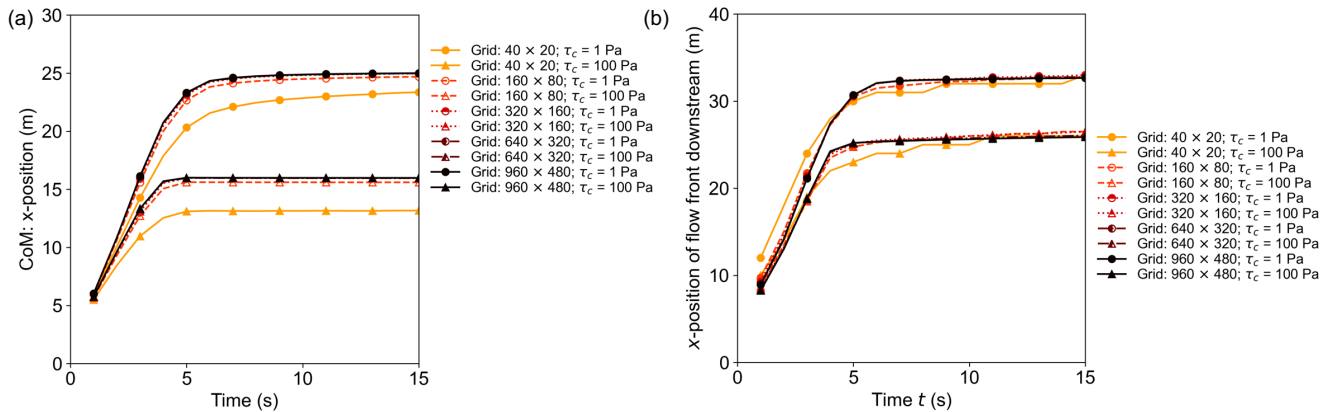 (a)
30
25
20
15
10
5
0
CoM: x-position (m)
0 5 10 15
Time (s)
Grid: 40 × 20; τc = 1 Pa
Grid: 40 × 20; τc = 100 Pa
Grid: 160 × 80; τc = 1 Pa
Grid: 160 × 80; τc = 100 Pa
Grid: 320 × 160; τc = 1 Pa
Grid: 320 × 160; τc = 100 Pa
Grid: 640 × 320; τc = 1 Pa
Grid: 640 × 320; τc = 100 Pa
Grid: 960 × 480; τc = 1 Pa
Grid: 960 × 480; τc = 100 Pa
(b)
40
30
20
10
0
x-position of flow front downstream (m)
0 5 10 15
Time t (s)
Grid: 40 × 20; τc = 1 Pa
Grid: 40 × 20; τc = 100 Pa
Grid: 160 × 80; τc = 1 Pa
Grid: 160 × 80; τc = 100 Pa
Grid: 320 × 160; τc = 1 Pa
Grid: 320 × 160; τc = 100 Pa
Grid: 640 × 320; τc = 1 Pa
Grid: 640 × 320; τc = 100 Pa
Grid: 960 × 480; τc = 1 Pa
Grid: 960 × 480; τc = 100 Pa